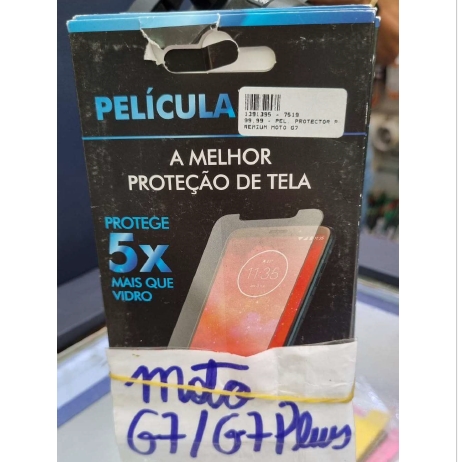 PELÍCULA
1391395 - 7519
99,99 - PEL. PROTECTOR P
REMIUM MOTO G7
A MELHOR
PROTEÇÃO DE TELA
PROTEGE
5x
MAIS QUE
VIDRO
11:35
moto
G7/G7 Plus